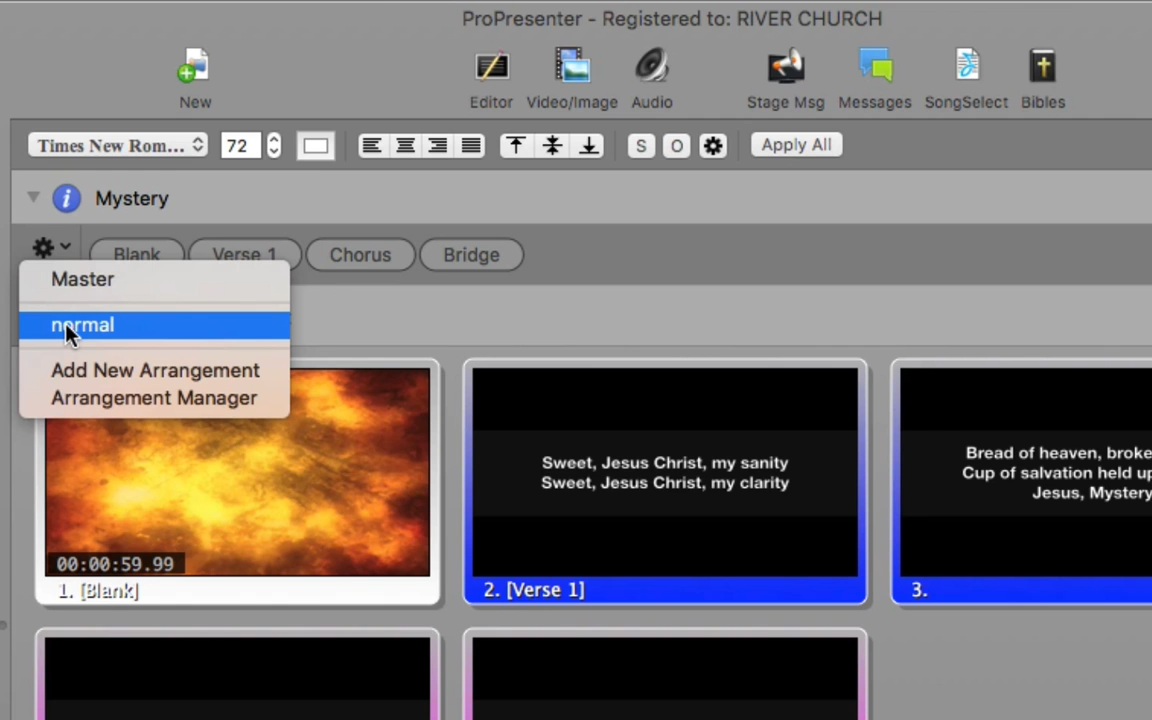 ProPresenter - Registered to: RIVER CHURCH
New
Editor
Video/Image
Audio
Stage Msg
Messages
SongSelect
Bibles
Times New Rom...
72
S
O
Apply All
i
Mystery
Blank
Verse 1
Chorus
Bridge
Master
normal
Add New Arrangement
Arrangement Manager
00:00:59.99
1. [Blank]
Sweet, Jesus Christ, my sanity
Sweet, Jesus Christ, my clarity
2. [Verse 1]
Bread of heaven, broke
Cup of salvation held up
Jesus, Mystery
3.